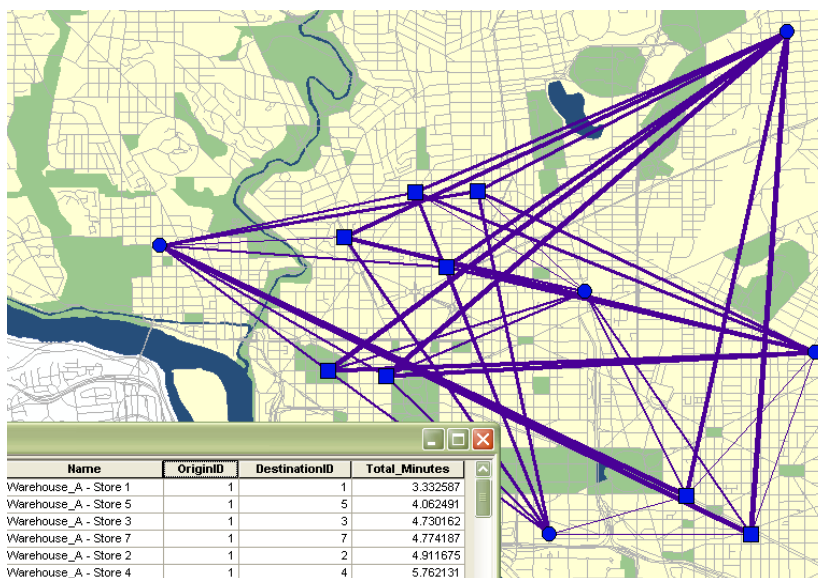 Name OriginID DestinationID Total_Minutes
Warehouse_A - Store 1 1 1 3.332587
Warehouse_A - Store 5 1 5 4.062491
Warehouse_A - Store 3 1 3 4.730162
Warehouse_A - Store 7 1 7 4.774187
Warehouse_A - Store 2 1 2 4.911675
Warehouse_A - Store 4 1 4 5.762131